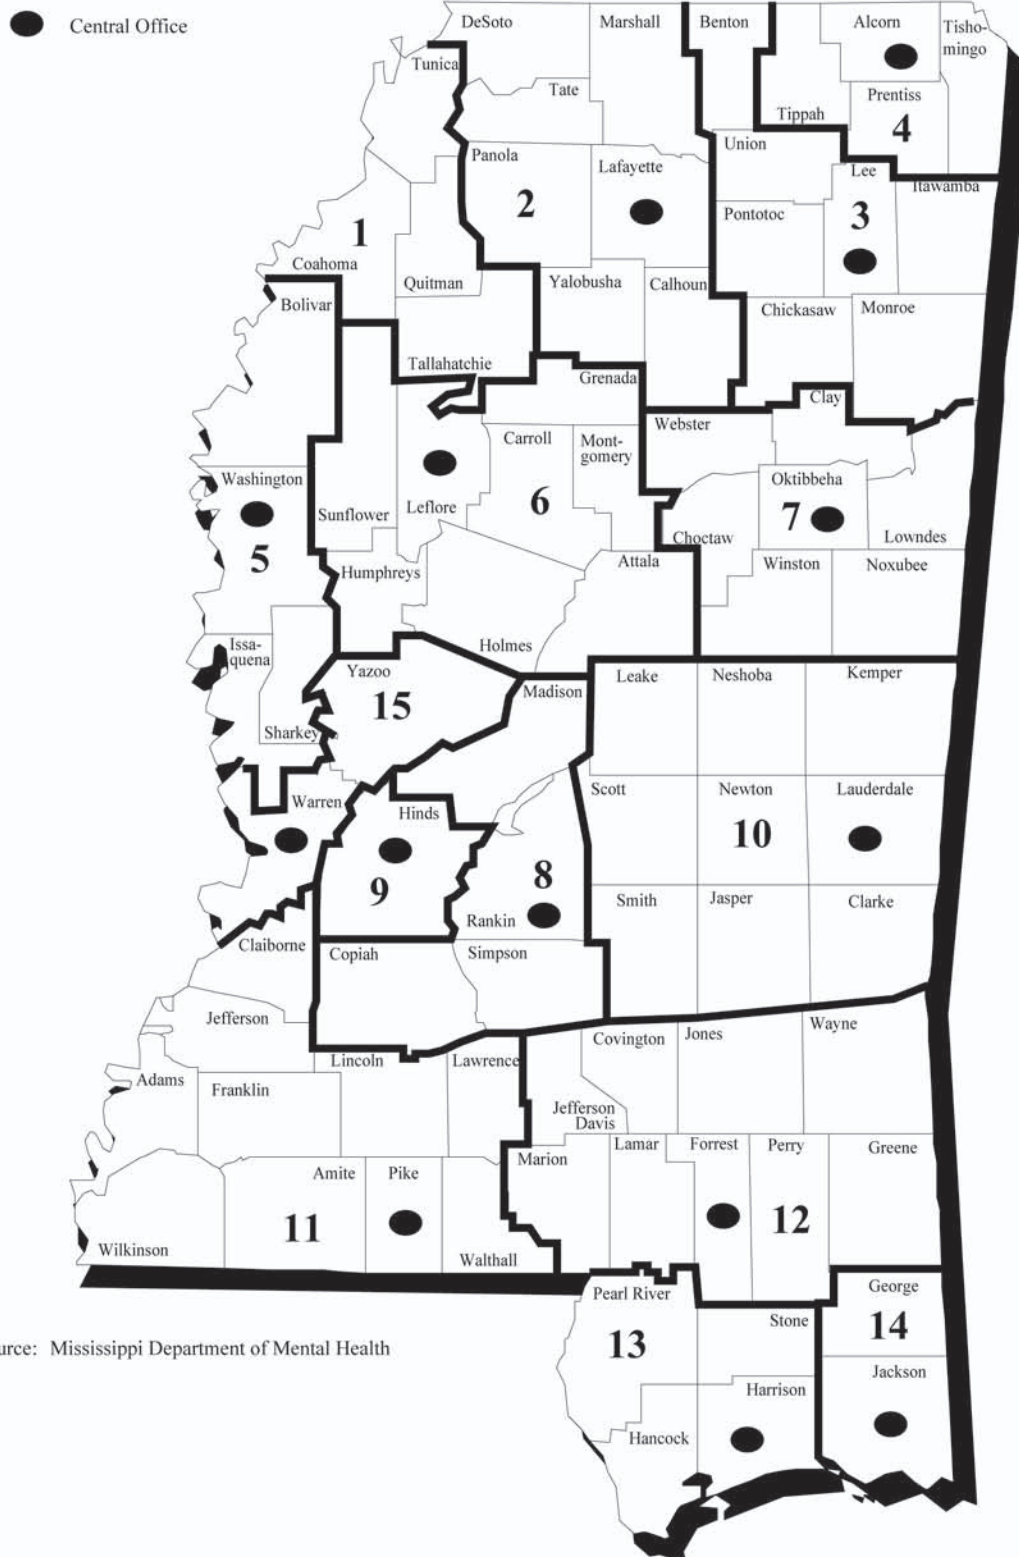 Central Office
DeSoto
Marshall
Benton
Alcorn
Tisho-
mingo
Tunica
Tate
Tippah
Prentiss
4
Panola
Lafayette
Union
Lee
Itawamba
2
Pontotoc
3
1
Coahoma
Quitman
Yalobusha
Calhoun
Bolivar
Chickasaw
Monroe
Tallahatchie
Grenada
Clay
Webster
Carroll
Mont-
gomery
Washington
Oktibbeha
Sunflower
Leflore
6
7
Choctaw
Lowndes
5
Humphreys
Attala
Winston
Noxubee
Issa-
quena
Holmes
Yazoo
Leake
Neshoba
Kemper
15
Madison
Sharkey
Scott
Newton
Lauderdale
Warren
Hinds
10
8
9
Smith
Jasper
Clarke
Rankin
Claiborne
Copiah
Simpson
Jefferson
Covington
Jones
Wayne
Lincoln
Lawrence
Adams
Franklin
Jefferson
Davis
Marion
Lamar
Forrest
Perry
Greene
Amite
Pike
11
12
Wilkinson
Walthall
Pearl River
George
Stone
14
urce: Mississippi Department of Mental Health
13
Jackson
Harrison
Hancock